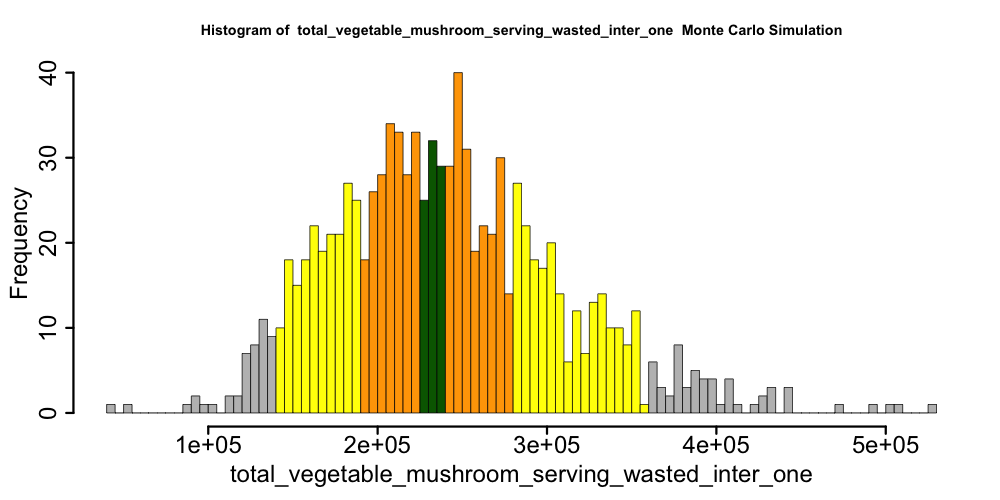 Histogram of  total_vegetable_mushroom_serving_wasted_inter_one  Monte Carlo Simulation
Frequency
40
30
20
10
0
1e+05 2e+05 3e+05 4e+05 5e+05
total_vegetable_mushroom_serving_wasted_inter_one